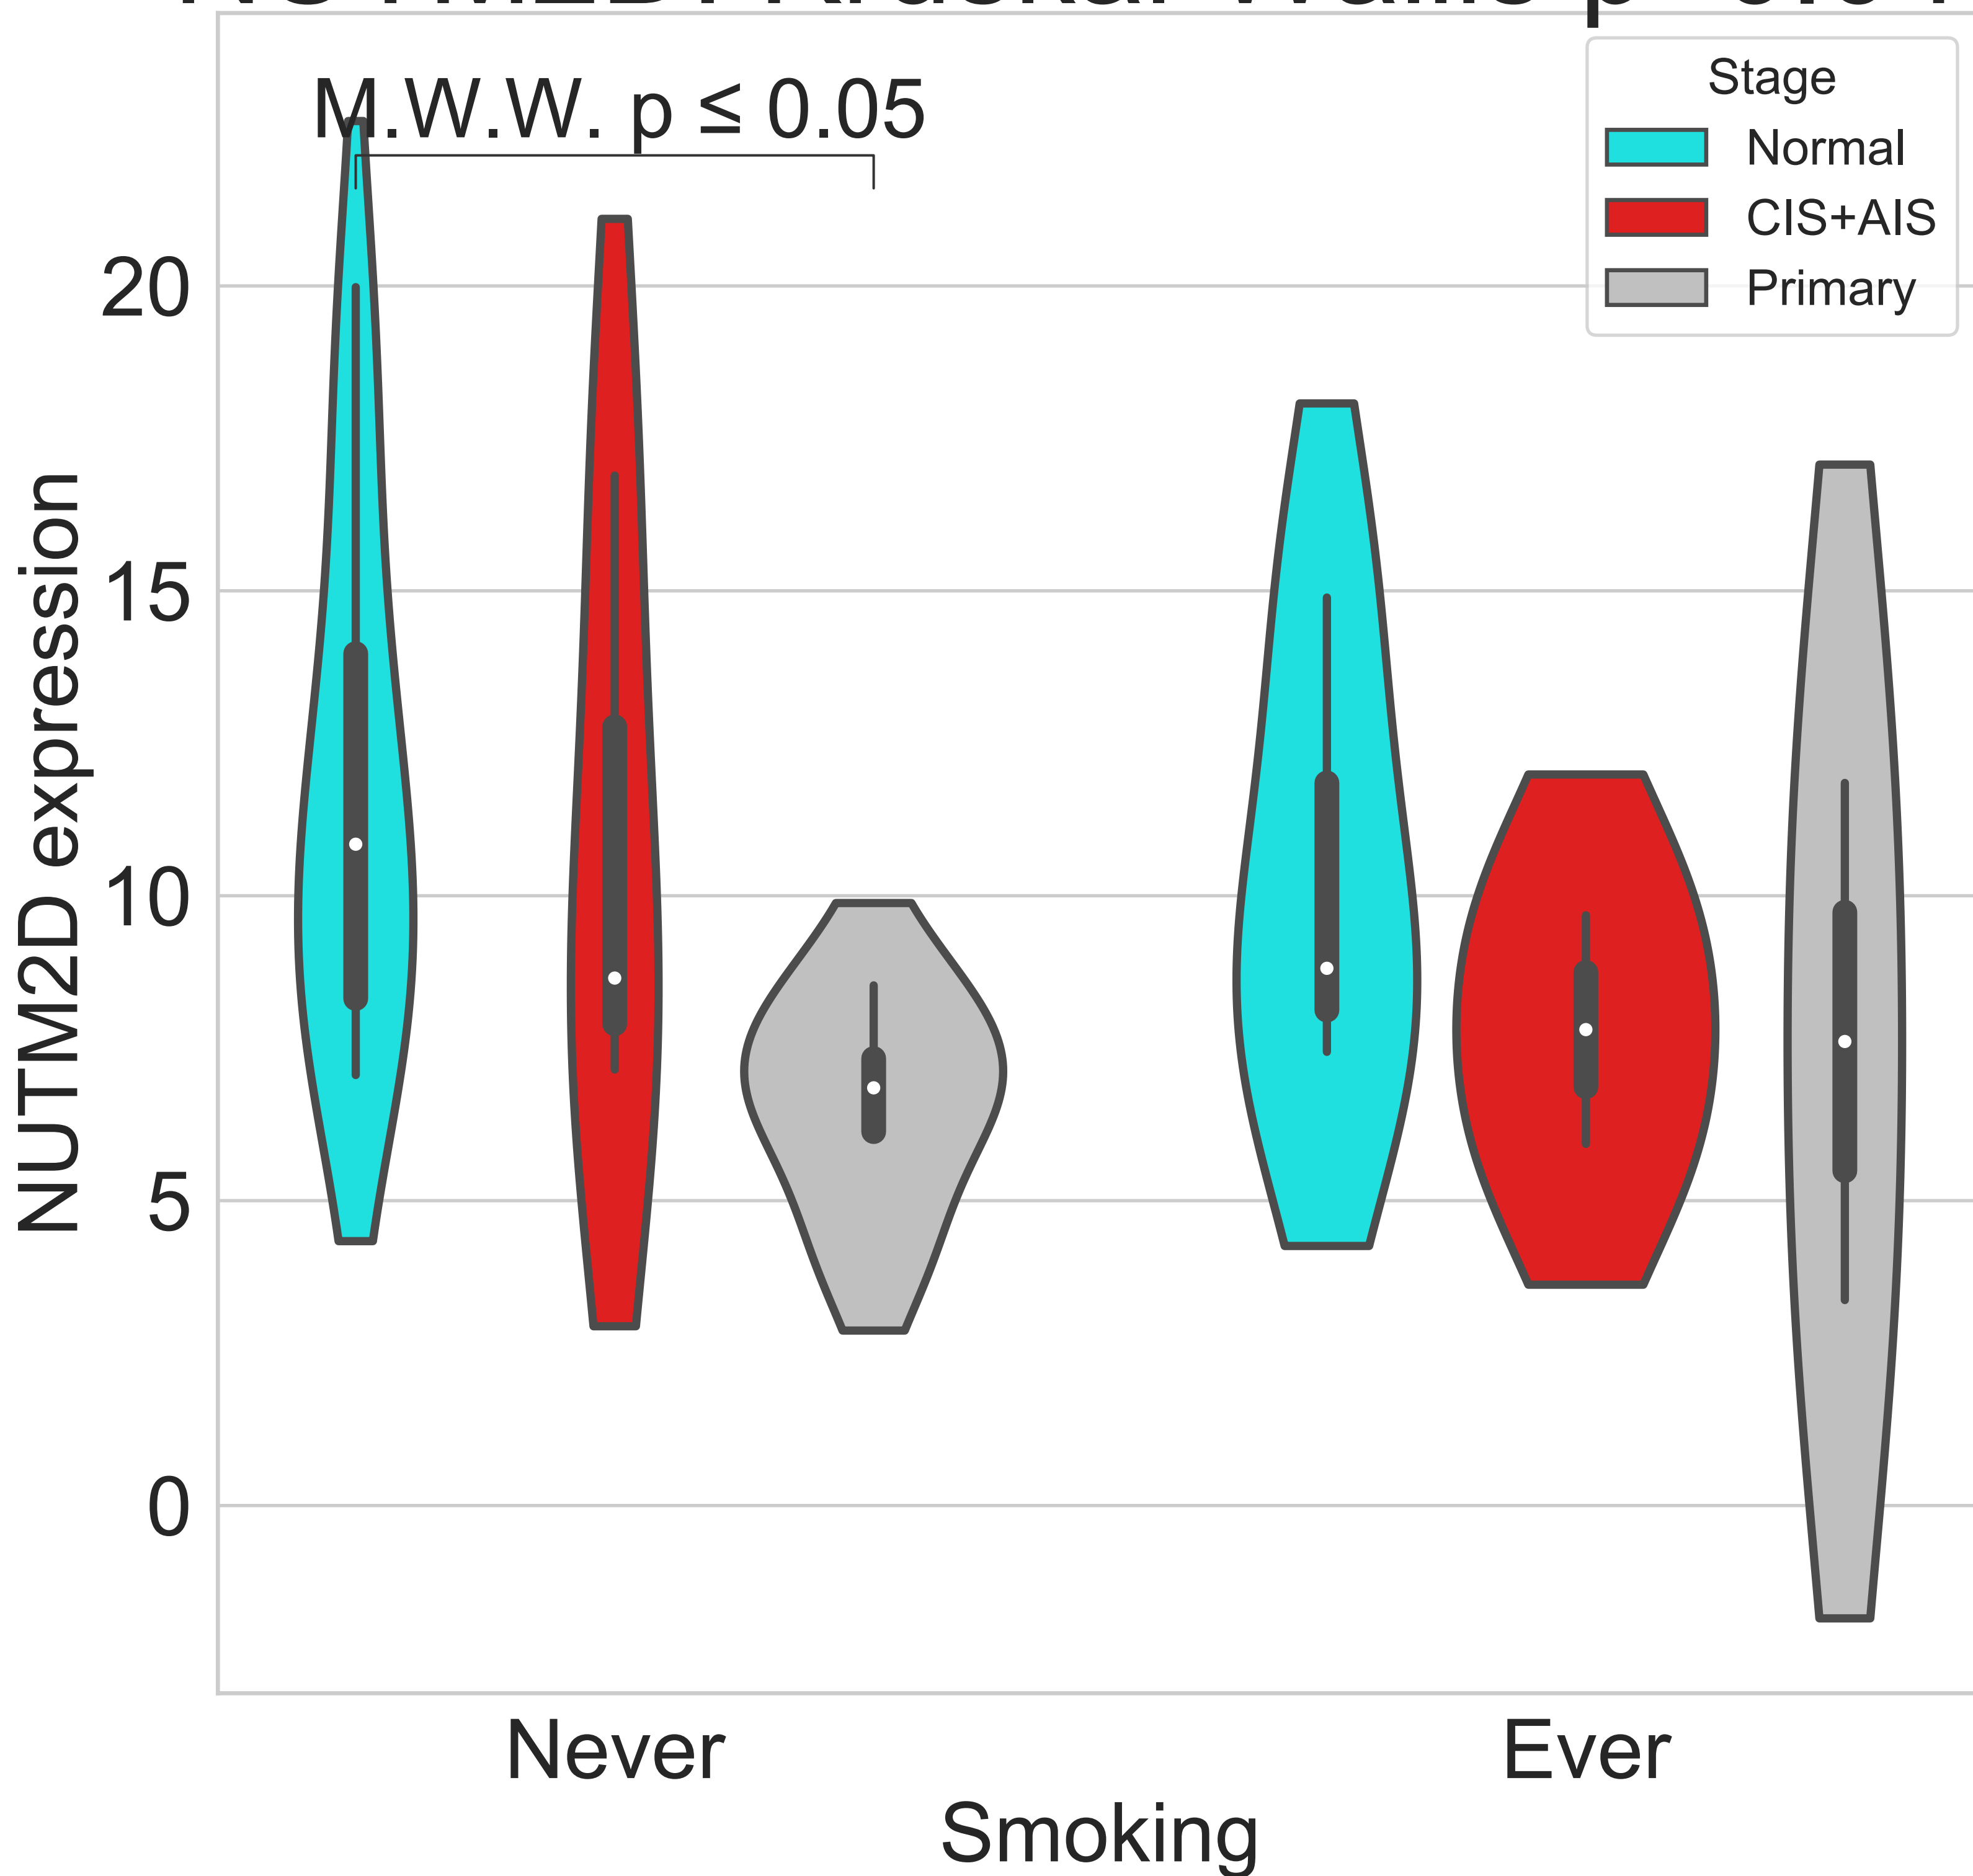 M.W.W. p ≤ 0.05
Stage
Normal
CIS+AIS
Primary
20
15
10
5
0
NUTM2D expression
Never
Ever
Smoking